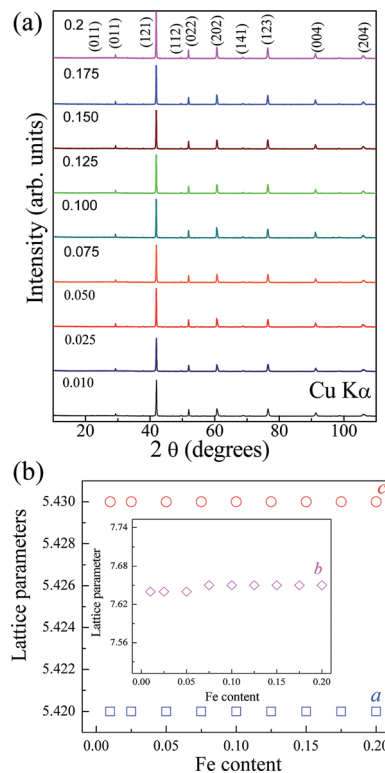 (a)
0.2
(011)
(011)
(121)
(112)
(022)
(202)
(141)
(123)
(004)
(204)
0.175
0.150
0.125
0.100
0.075
0.050
0.025
0.010
Cu Kα
Intensity (arb. units)
20 40 60 80 100
2 θ (degrees)
(b)
5.430
5.428
5.426
5.424
5.422
5.420
Lattice parameters
c
7.74
7.68
7.62
7.56
Lattice parameter
b
0.00 0.05 0.10 0.15 0.20
Fe content
a
0.00 0.05 0.10 0.15 0.20
Fe content